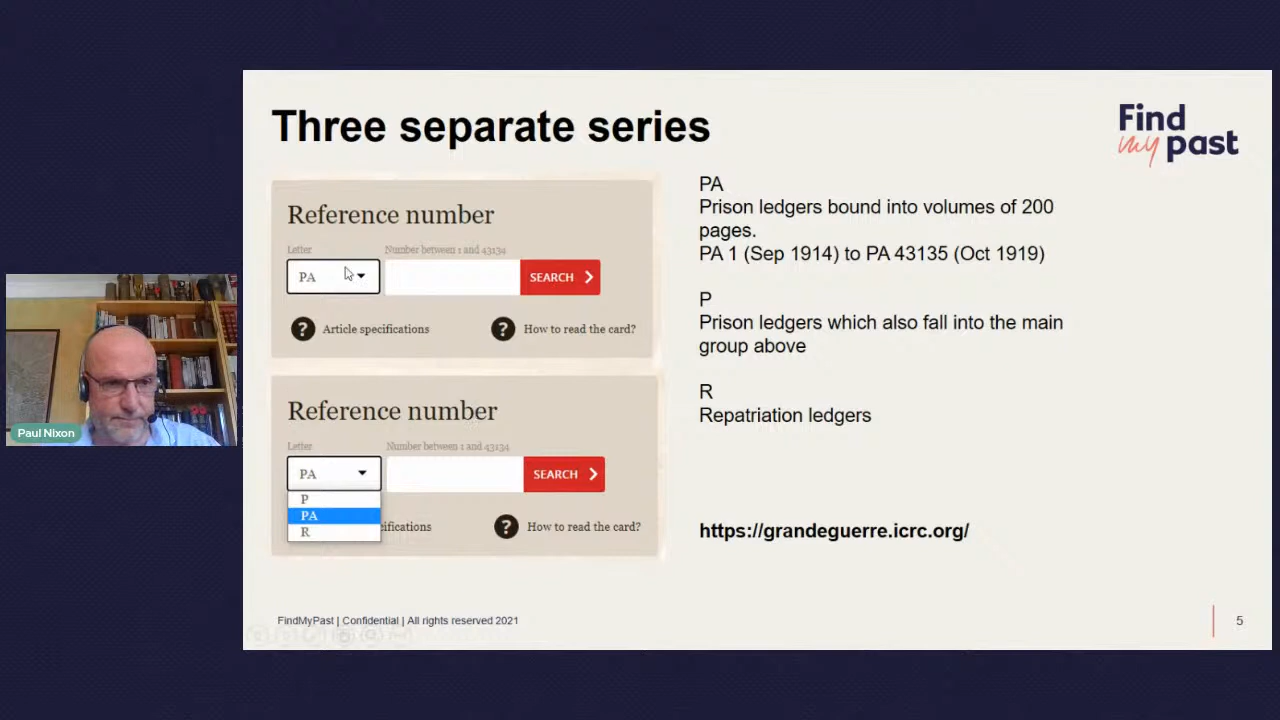 Three separate series
Find
my past
Reference number
Letter
Number between 1 and 43134
PA
SEARCH
Article specifications
How to read the card?
Reference number
Letter
Number between 1 and 43134
PA
SEARCH
P
PA
R
ifications
How to read the card?
PA
Prison ledgers bound into volumes of 200
pages.
PA 1 (Sep 1914) to PA 43135 (Oct 1919)
P
Prison ledgers which also fall into the main
group above
R
Repatriation ledgers
https://grandeguerre.icrc.org/
Paul Nixon
FindMyPast | Confidential | All rights reserved 2021
5